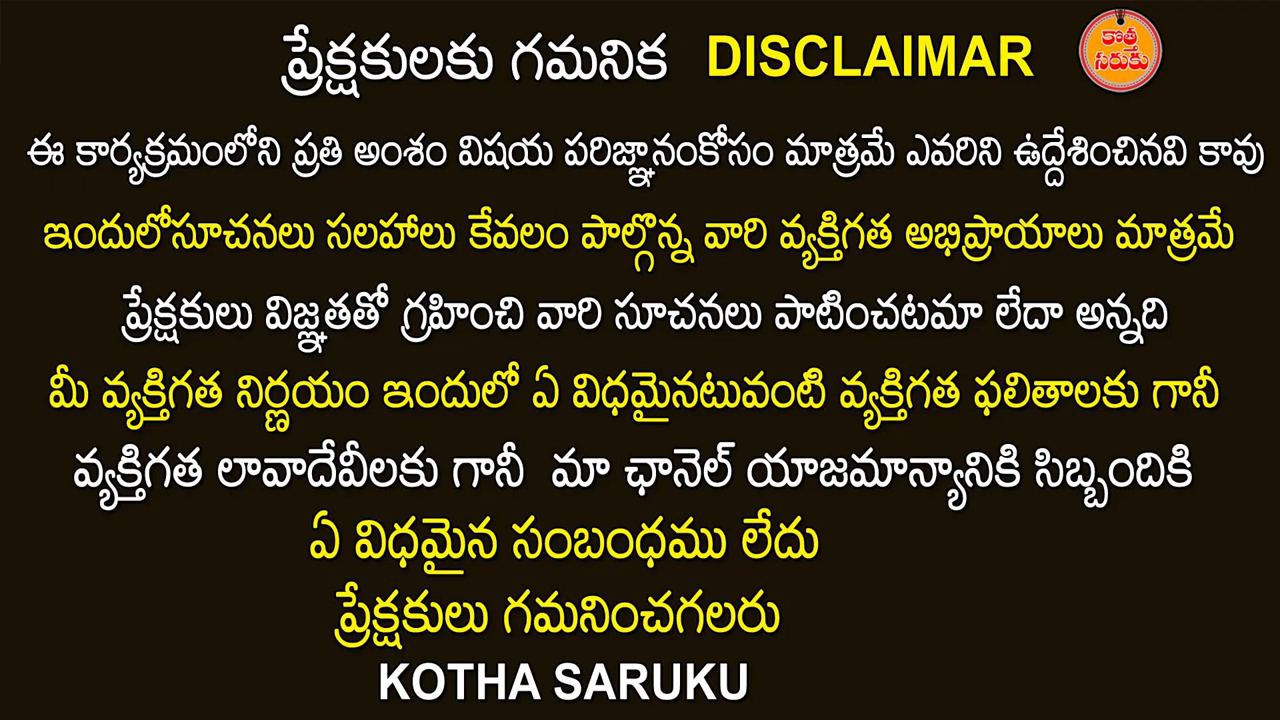 ప్రేక్షకులకు గమనిక DISCLAIMAR
కొత్త
సరుకు
ఈ కార్యక్రమంలోని ప్రతి అంశం విషయ పరిజ్ఞానంకోసం మాత్రమే ఎవరిని ఉద్దేశించినవి కావు
ఇందులోసూచనలు సలహాలు కేవలం పాల్గొన్న వారి వ్యక్తిగత అభిప్రాయాలు మాత్రమే
ప్రేక్షకులు విజ్ఞతతో గ్రహించి వారి సూచనలు పాటించటమా లేదా అన్నది
మీ వ్యక్తిగత నిర్ణయం ఇందులో ఏ విధమైనటువంటి వ్యక్తిగత ఫలితాలకు గానీ
వ్యక్తిగత లావాదేవీలకు గానీ మా ఛానెల్ యాజమాన్యానికి సిబ్బందికి
ఏ విధమైన సంబంధము లేదు
ప్రేక్షకులు గమనించగలరు
KOTHA SARUKU